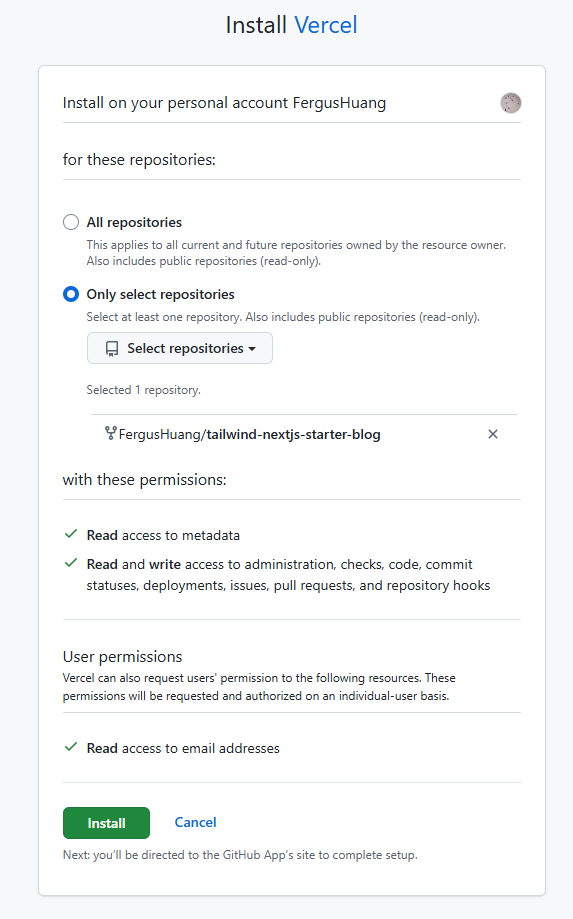 Install Vercel
Install on your personal account FergusHuang
for these repositories:
All repositories
This applies to all current and future repositories owned by the resource owner.
Also includes public repositories (read-only).
Only select repositories
Select at least one repository. Also includes public repositories (read-only).
Select repositories
Selected 1 repository.
FergusHuang/tailwind-nextjs-starter-blog
with these permissions:
Read access to metadata
Read and write access to administration, checks, code, commit
statuses, deployments, issues, pull requests, and repository hooks
User permissions
Vercel can also request users' permission to the following resources. These
permissions will be requested and authorized on an individual-user basis.
Read access to email addresses
Install Cancel
Next: you'll be directed to the GitHub App's site to complete setup.